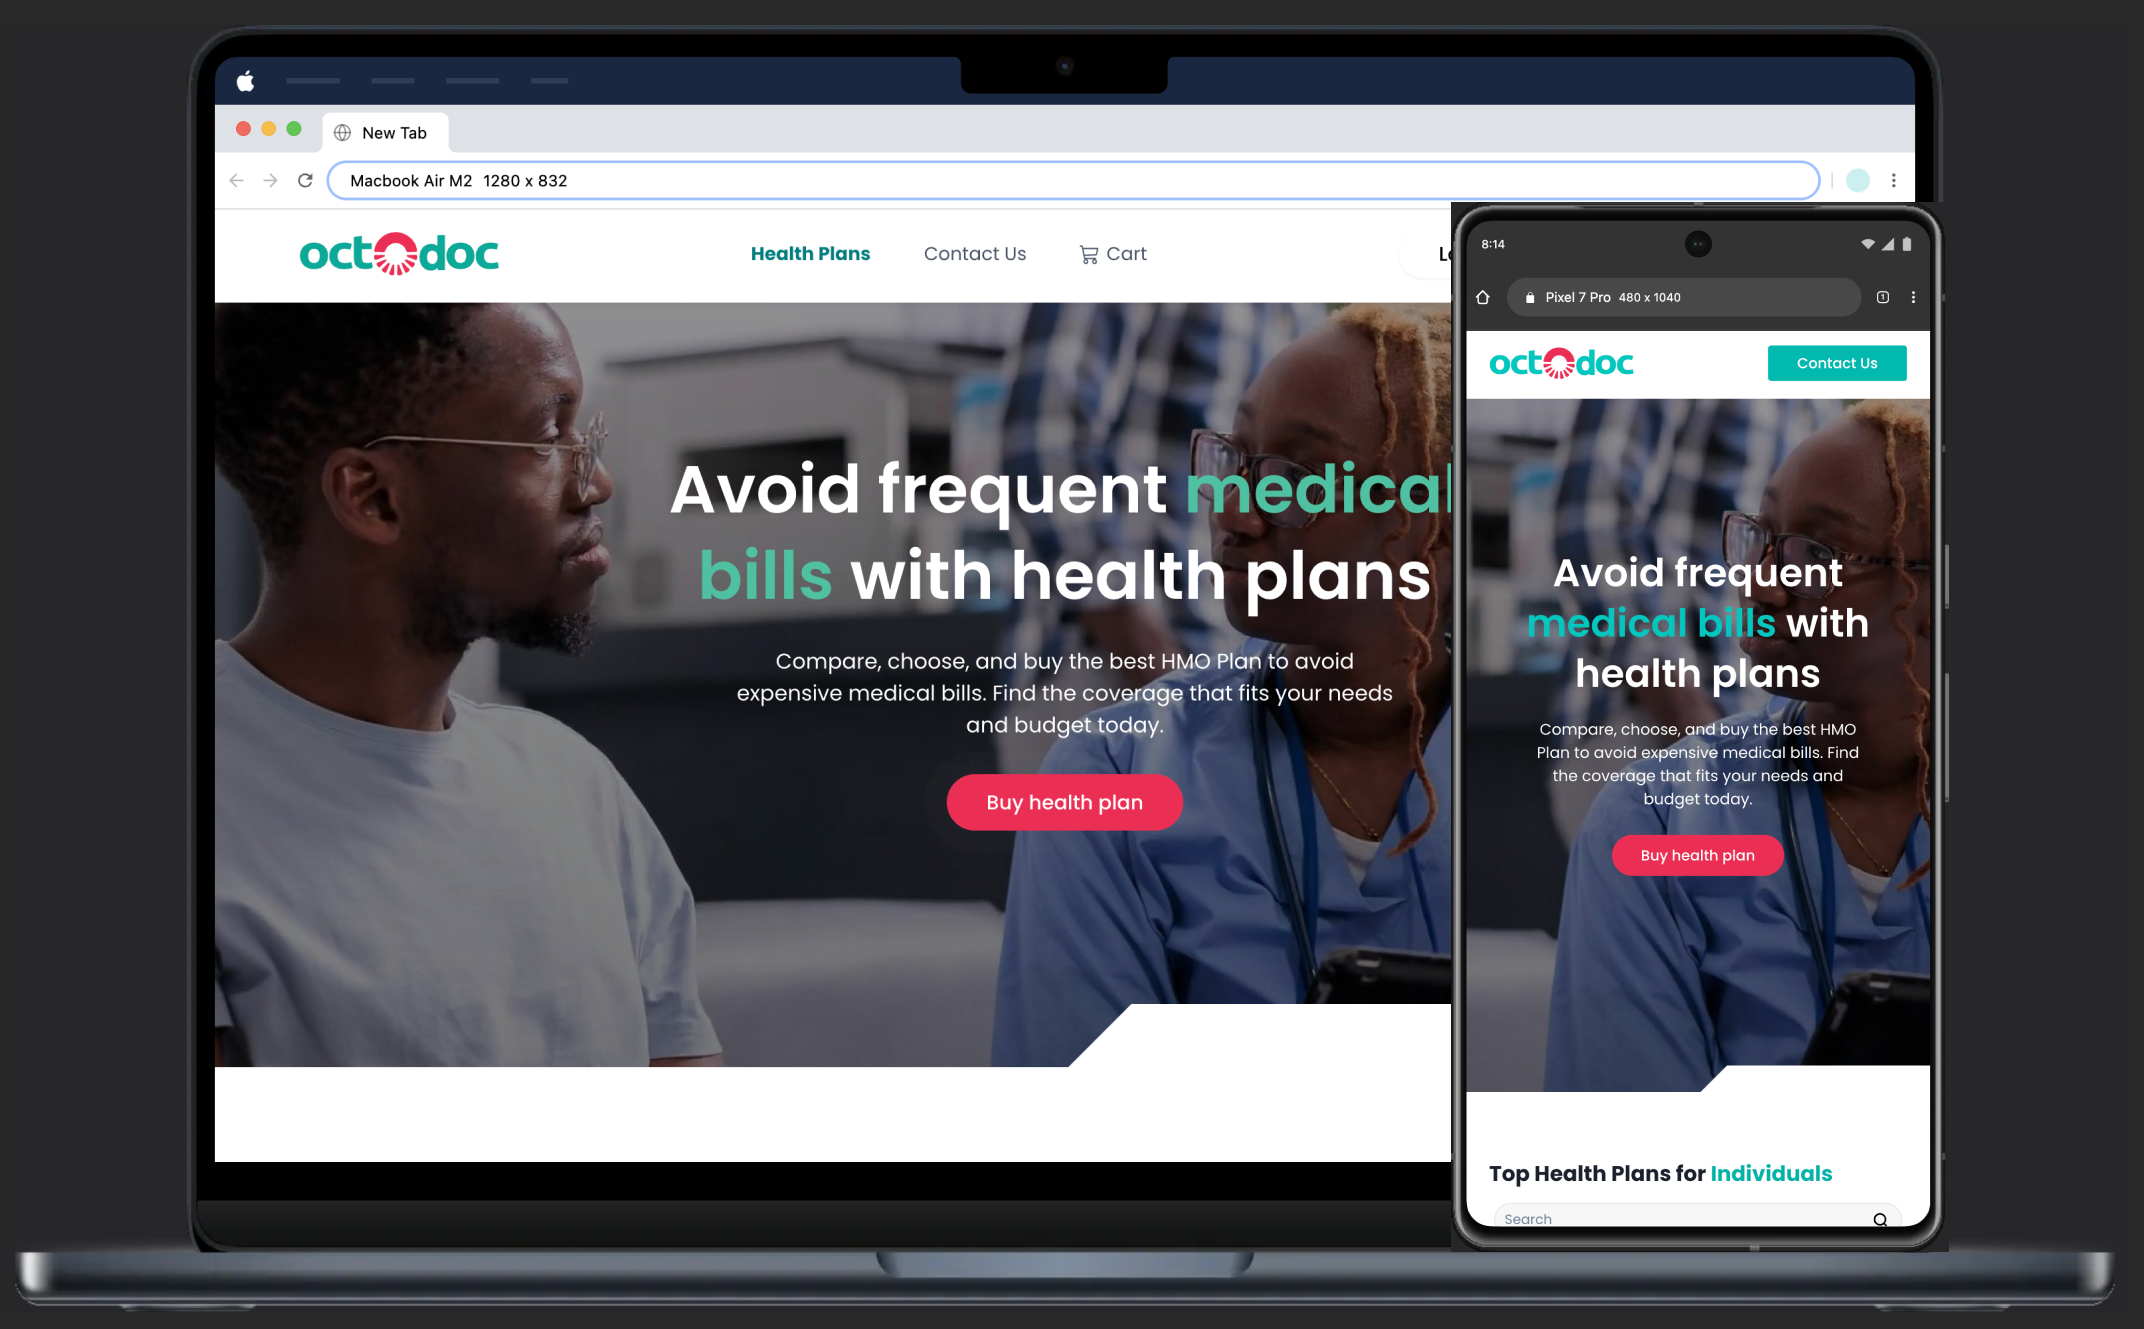 New Tab
Macbook Air M2 1280 x 832
octodoc
Health Plans
Contact Us
Cart
Avoid frequent medical
bills with health plans
Compare, choose, and buy the best HMO Plan to avoid
expensive medical bills. Find the coverage that fits your needs
and budget today.
Buy health plan
8:14
Pixel 7 Pro 480 x 1040
1
octodoc
Contact Us
Avoid frequent
medical bills with
health plans
Compare, choose, and buy the best HMO
Plan to avoid expensive medical bills. Find
the coverage that fits your needs and
budget today.
Buy health plan
Top Health Plans for Individuals
Search